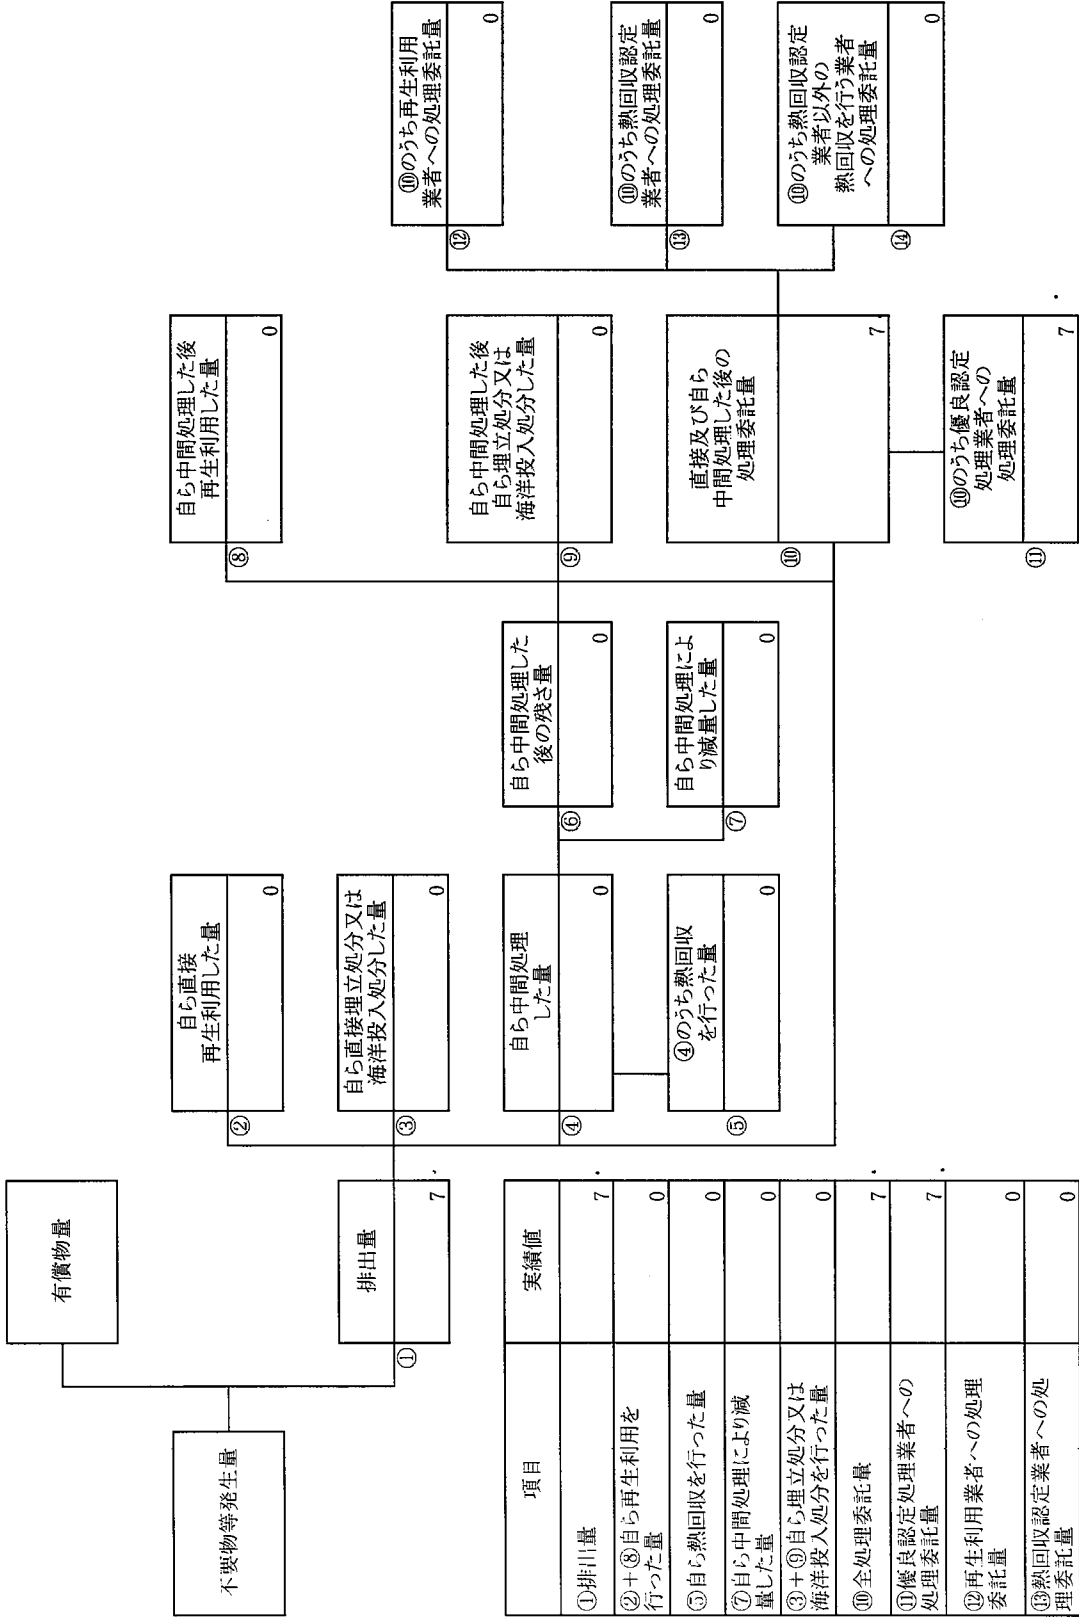 不要物等発生量
有償物量
①
排出量
7
②
自ら直接
再生利用した量
0
③
自ら直接埋立処分又は
海洋投入処分した量
0
④
自ら中間処理
した量
0
⑤
④のうち熱回収
を行った量
0
⑥
自ら中間処理した
後の残さ量
0
⑦
自ら中間処理によ
り減量した量
0
⑧
自ら中間処理した後
再生利用した量
0
⑨
自ら中間処理した後
自ら埋立処分又は
海洋投入処分した量
0
⑩
直接及び自ら
中間処理した後の
処理委託量
7
⑪
⑩のうち優良認定
処理業者への
処理委託量
7
⑫
⑩のうち再生利用
業者への処理委託量
0
⑬
⑩のうち熱回収認定
業者への処理委託量
0
⑭
⑩のうち熱回収認定
業者以外の
熱回収を行う業者
への処理委託量
0
項目 実績値
①排出量 7
②+⑧自ら再生利用を
行った量 0
⑤自ら熱回収を行った量 0
⑦自ら中間処理により減
量した量 0
③+⑨自ら埋立処分又は
海洋投入処分を行った量 0
⑩全処理委託量 7
⑪優良認定処理業者への
処理委託量 7
⑫再生利用業者への処理
委託量 0
⑬熱回収認定業者への処
理委託量 0